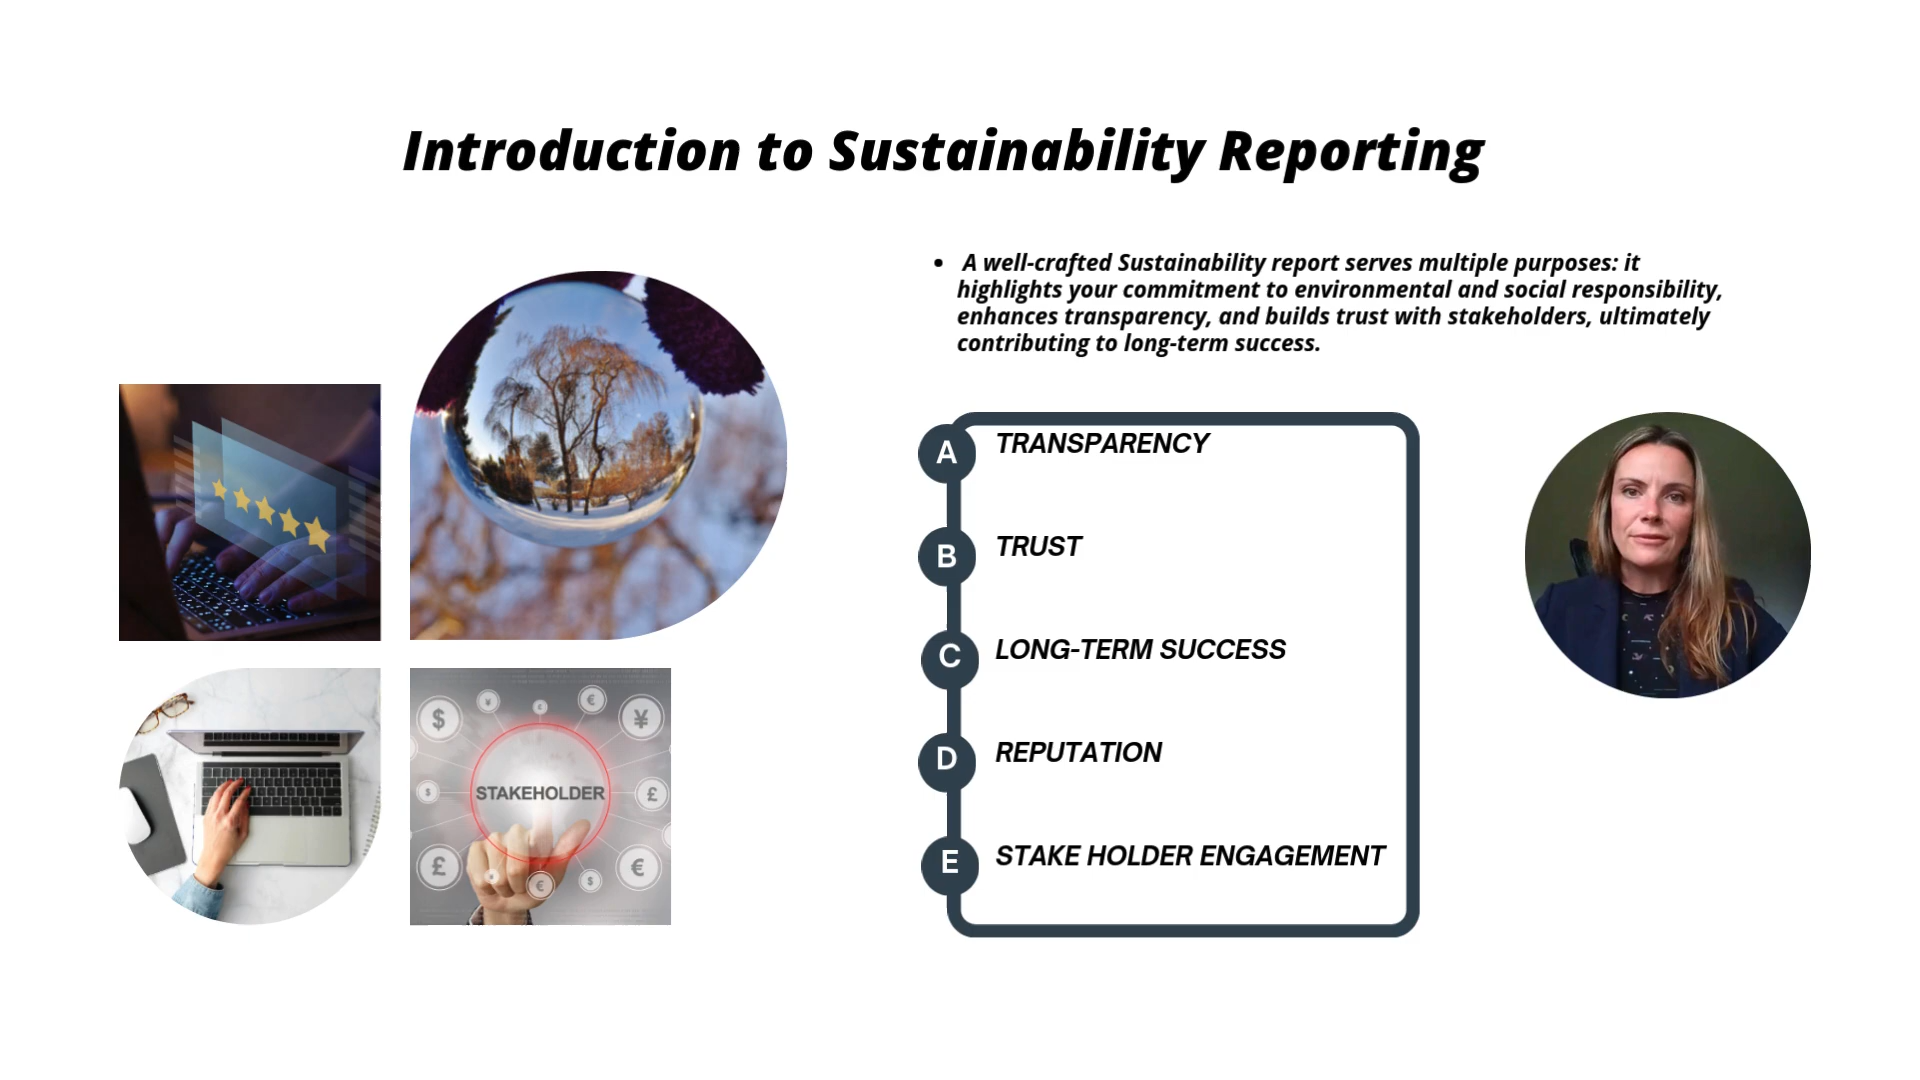 Introduction to Sustainability Reporting
• A well-crafted Sustainability report serves multiple purposes: it
highlights your commitment to environmental and social responsibility,
enhances transparency, and builds trust with stakeholders, ultimately
contributing to long-term success.
A TRANSPARENCY
B TRUST
C LONG-TERM SUCCESS
D REPUTATION
E STAKE HOLDER ENGAGEMENT
$ ¥ £ € ¥
STAKEHOLDER
$ £
£ € $ €